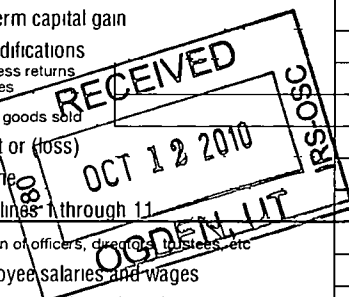 erm capital gain
difications
ess returns
es
goods sold
t or (loss)
ne
lines 1 through 11
n of officers, directors, trustees, etc
oyee salaries and wages
RECEIVED
OCT 12 2010
IRS-OSC
OGDEN, UT